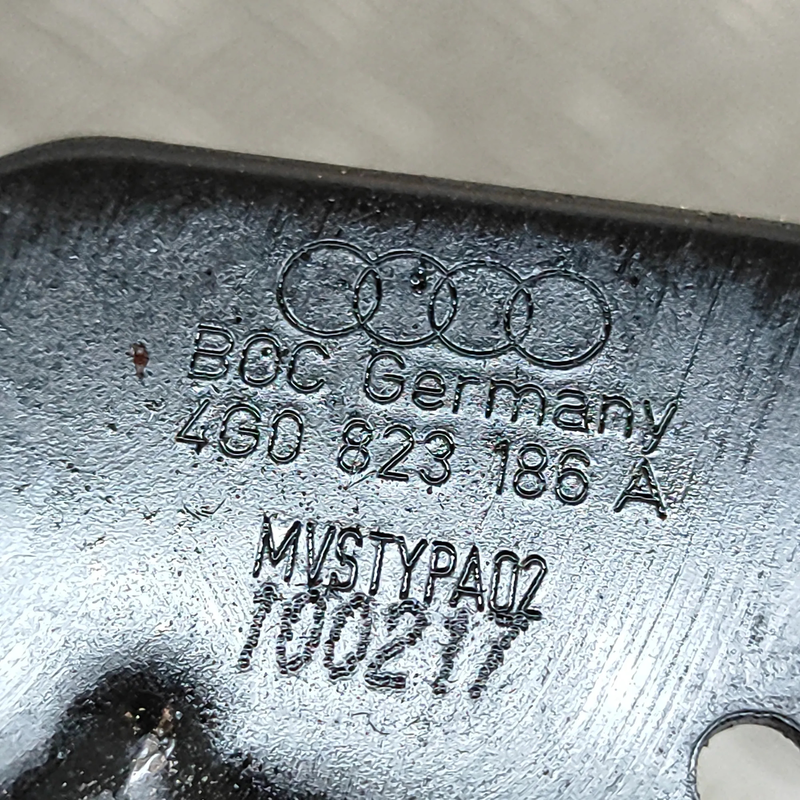 BOC Germany
4G0 823 186 A
MVSTYPA02
100217